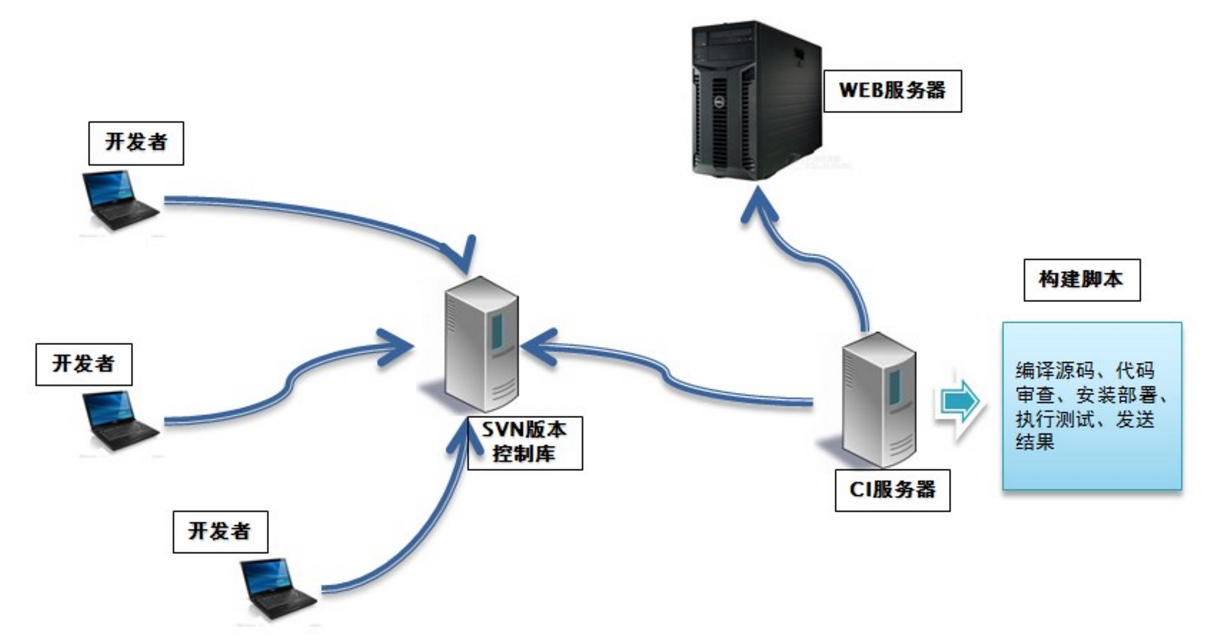 WEB服务器
开发者
构建脚本
开发者
编译源码、代码
审查、安装部署、
执行测试、发送
结果
SVN版本
控制库
CI服务器
开发者